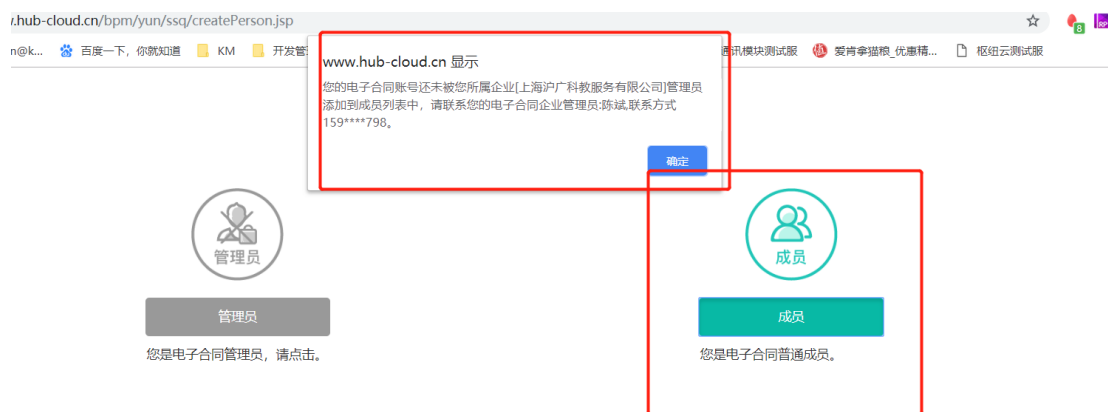 .hub-cloud.cn/bpm/yun/ssq/createPerson.jsp
8
RP
n@k... 百度一下，你就知道 KM 开发管 通讯模块测试服 爱肯拿猫粮_优惠精... 枢纽云测试服
www.hub-cloud.cn 显示
您的电子合同账号还未被您所属企业[上海沪广科教服务有限公司]管理员
添加到成员列表中，请联系您的电子合同企业管理员:陈斌,联系方式
159****798。
确定
管理员
成员
管理员
成员
您是电子合同管理员，请点击。
您是电子合同普通成员。